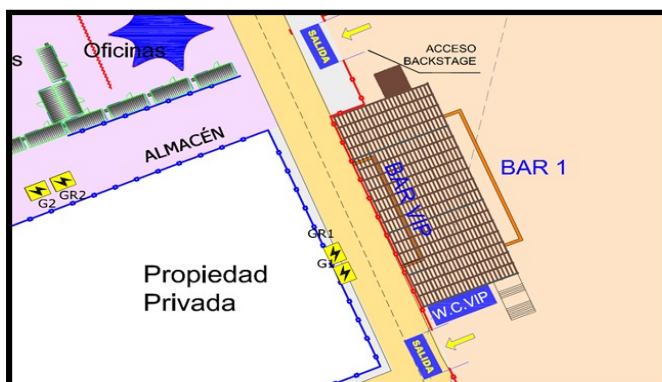 s
Oficinas
SALIDA
ACCESO
BACKSTAGE
ALMACÉN
BAR VIP
BAR 1
G2
GR2
GR1
G1
Propiedad
Privada
W.C.VIP
SALIDA